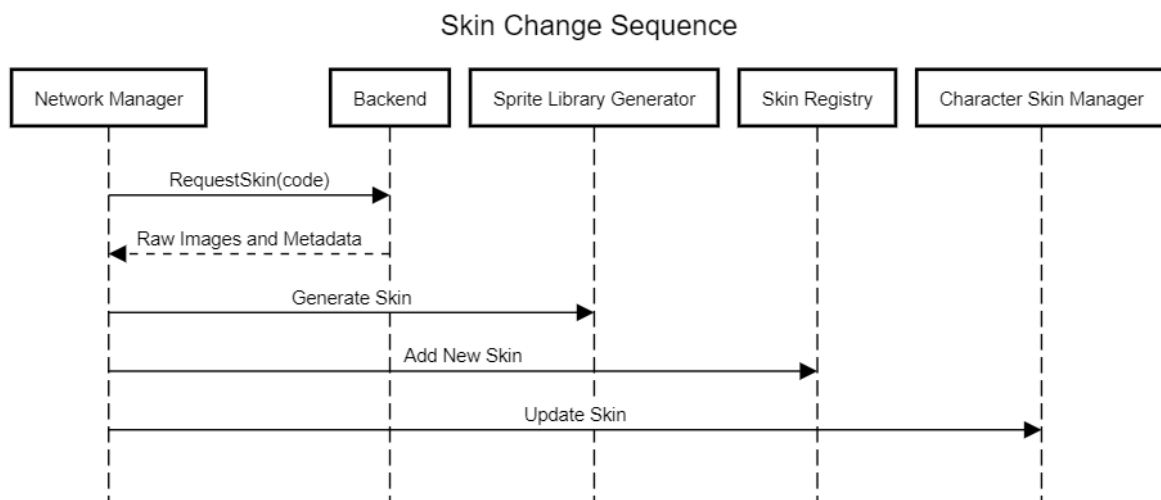 Skin Change Sequence
Network Manager
Backend
Sprite Library Generator
Skin Registry
Character Skin Manager
RequestSkin(code)
Raw Images and Metadata
Generate Skin
Add New Skin
Update Skin